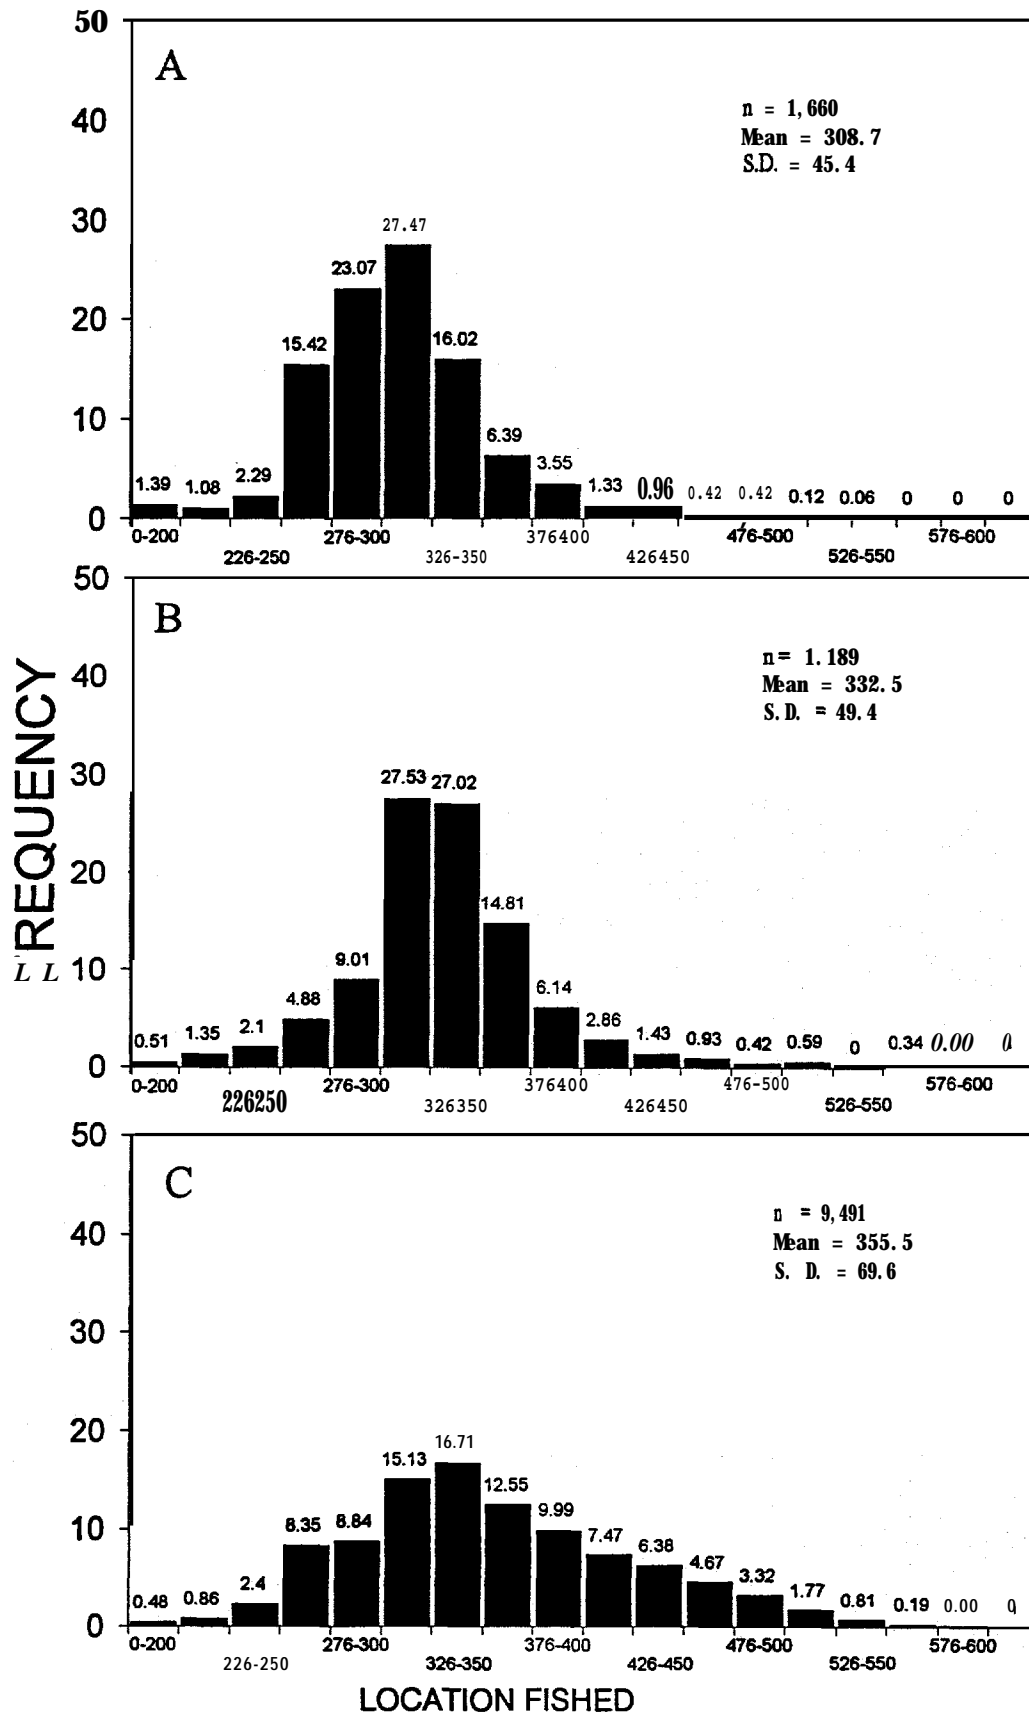 50
A
n = 1,660
Mean = 308.7
S.D. = 45.4
40
30
20
10
0
1.39 1.08 2.29 15.42 23.07 27.47 16.02 6.39 3.55 1.33 0.96 0.42 0.42 0.12 0.06 0 0 0
0-200 276-300 376400 476-500 576-600
226-250 326-350 426450 526-550
50
B
n = 1.189
Mean = 332.5
S.D. = 49.4
40
30
20
10
0
0.51 1.35 2.1 4.88 9.01 27.53 27.02 14.81 6.14 2.86 1.43 0.93 0.42 0.59 0 0.34 0.00 0
0-200 276-300 376400 476-500 576-600
226250 326350 426450 526-550
REQUENCY
L L
50
C
n = 9,491
Mean = 355.5
S. D. = 69.6
40
30
20
10
0
0.48 0.86 2.4 8.35 8.84 15.13 16.71 12.55 9.99 7.47 6.38 4.67 3.32 1.77 0.81 0.19 0.00 0
0-200 276-300 376-400 476-500 576-600
226-250 326-350 426-450 526-550
LOCATION FISHED